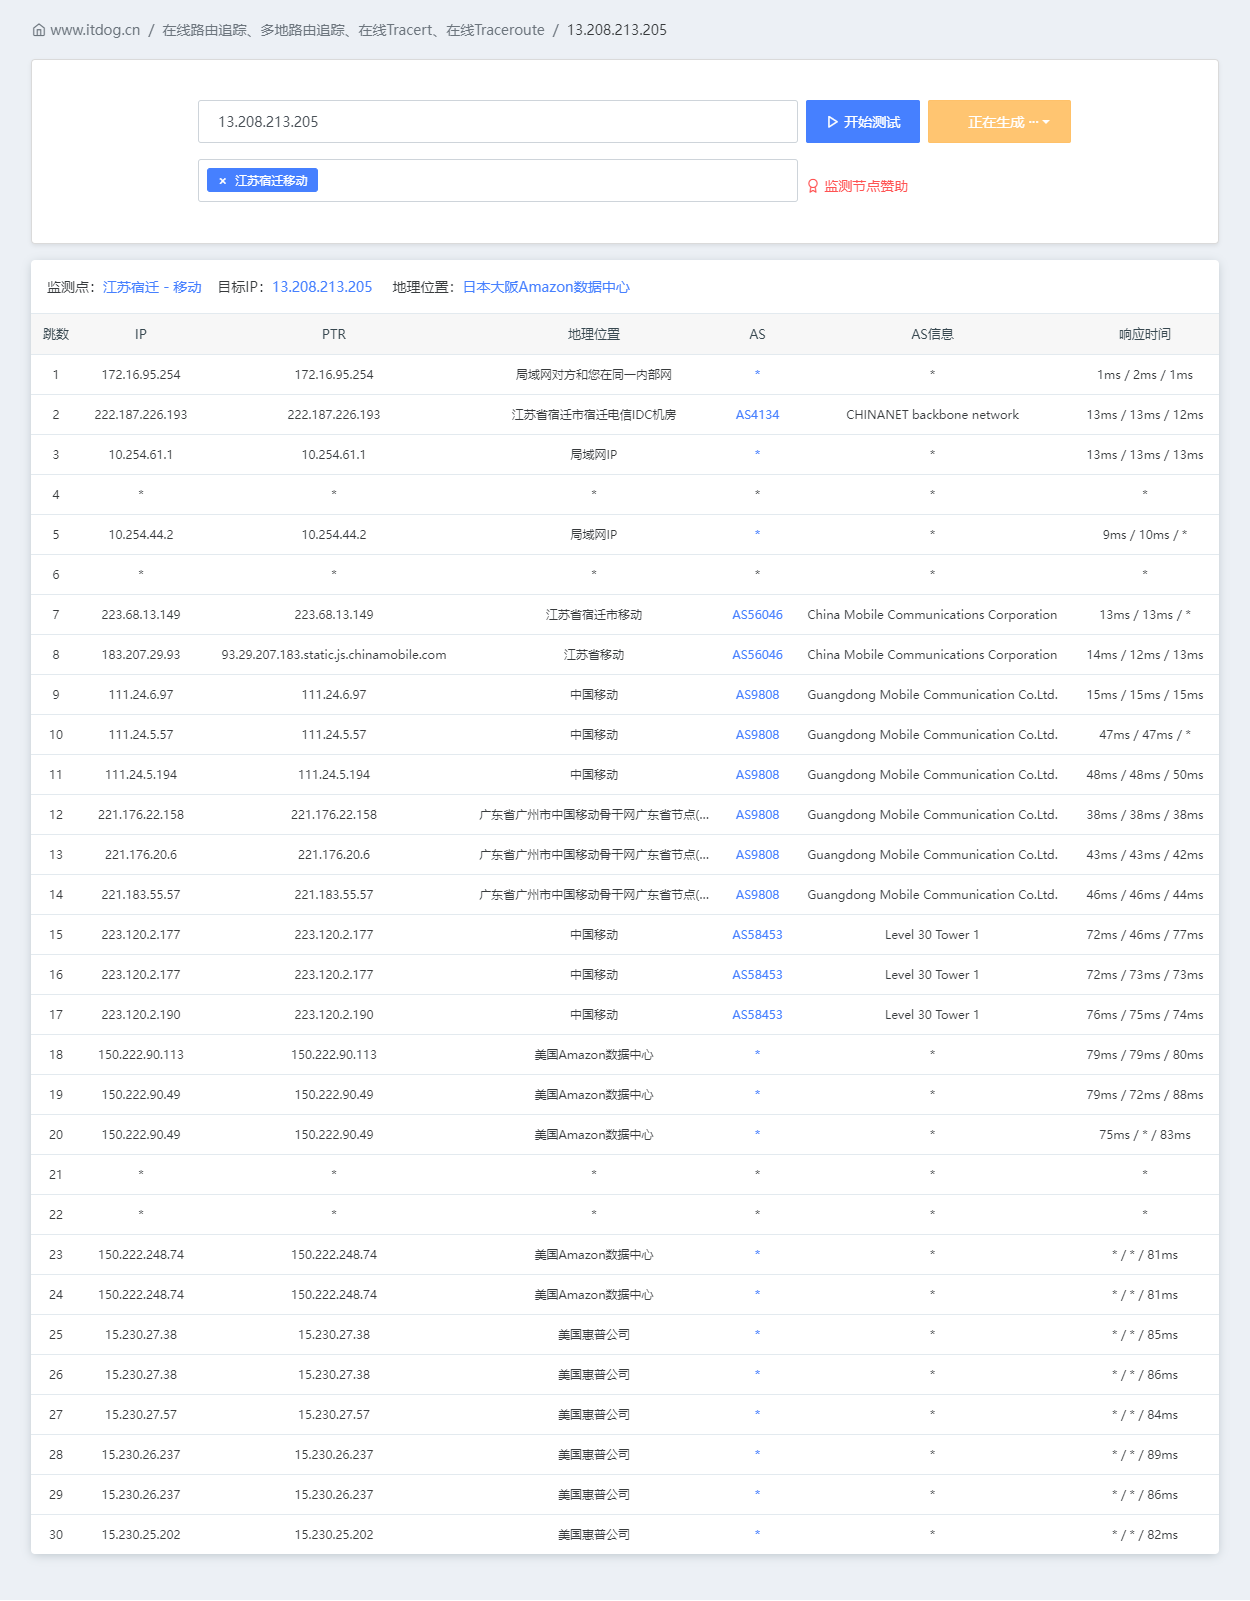 www.itdog.cn / 在线路由追踪、多地路由追踪、在线Tracert、在线Traceroute / 13.208.213.205
13.208.213.205 开始测试 正在生成 ···
× 江苏宿迁移动 监测节点赞助
监测点：江苏宿迁 - 移动 目标IP：13.208.213.205 地理位置：日本大阪Amazon数据中心
跳数 IP PTR 地理位置 AS AS信息 响应时间
1 172.16.95.254 172.16.95.254 局域网对方和您在同一内部网 * * 1ms / 2ms / 1ms
2 222.187.226.193 222.187.226.193 江苏省宿迁市宿迁电信IDC机房 AS4134 CHINANET backbone network 13ms / 13ms / 12ms
3 10.254.61.1 10.254.61.1 局域网IP * * 13ms / 13ms / 13ms
4 * * * * * *
5 10.254.44.2 10.254.44.2 局域网IP * * 9ms / 10ms / *
6 * * * * * *
7 223.68.13.149 223.68.13.149 江苏省宿迁市移动 AS56046 China Mobile Communications Corporation 13ms / 13ms / *
8 183.207.29.93 93.29.207.183.static.js.chinamobile.com 江苏省移动 AS56046 China Mobile Communications Corporation 14ms / 12ms / 13ms
9 111.24.6.97 111.24.6.97 中国移动 AS9808 Guangdong Mobile Communication Co.Ltd. 15ms / 15ms / 15ms
10 111.24.5.57 111.24.5.57 中国移动 AS9808 Guangdong Mobile Communication Co.Ltd. 47ms / 47ms / *
11 111.24.5.194 111.24.5.194 中国移动 AS9808 Guangdong Mobile Communication Co.Ltd. 48ms / 48ms / 50ms
12 221.176.22.158 221.176.22.158 广东省广州市中国移动骨干网广东省节点(... AS9808 Guangdong Mobile Communication Co.Ltd. 38ms / 38ms / 38ms
13 221.176.20.6 221.176.20.6 广东省广州市中国移动骨干网广东省节点(... AS9808 Guangdong Mobile Communication Co.Ltd. 43ms / 43ms / 42ms
14 221.183.55.57 221.183.55.57 广东省广州市中国移动骨干网广东省节点(... AS9808 Guangdong Mobile Communication Co.Ltd. 46ms / 46ms / 44ms
15 223.120.2.177 223.120.2.177 中国移动 AS58453 Level 30 Tower 1 72ms / 46ms / 77ms
16 223.120.2.177 223.120.2.177 中国移动 AS58453 Level 30 Tower 1 72ms / 73ms / 73ms
17 223.120.2.190 223.120.2.190 中国移动 AS58453 Level 30 Tower 1 76ms / 75ms / 74ms
18 150.222.90.113 150.222.90.113 美国Amazon数据中心 * * 79ms / 79ms / 80ms
19 150.222.90.49 150.222.90.49 美国Amazon数据中心 * * 79ms / 72ms / 88ms
20 150.222.90.49 150.222.90.49 美国Amazon数据中心 * * 75ms / * / 83ms
21 * * * * * *
22 * * * * * *
23 150.222.248.74 150.222.248.74 美国Amazon数据中心 * * * / * / 81ms
24 150.222.248.74 150.222.248.74 美国Amazon数据中心 * * * / * / 81ms
25 15.230.27.38 15.230.27.38 美国惠普公司 * * * / * / 85ms
26 15.230.27.38 15.230.27.38 美国惠普公司 * * * / * / 86ms
27 15.230.27.57 15.230.27.57 美国惠普公司 * * * / * / 84ms
28 15.230.26.237 15.230.26.237 美国惠普公司 * * * / * / 89ms
29 15.230.26.237 15.230.26.237 美国惠普公司 * * * / * / 86ms
30 15.230.25.202 15.230.25.202 美国惠普公司 * * * / * / 82ms